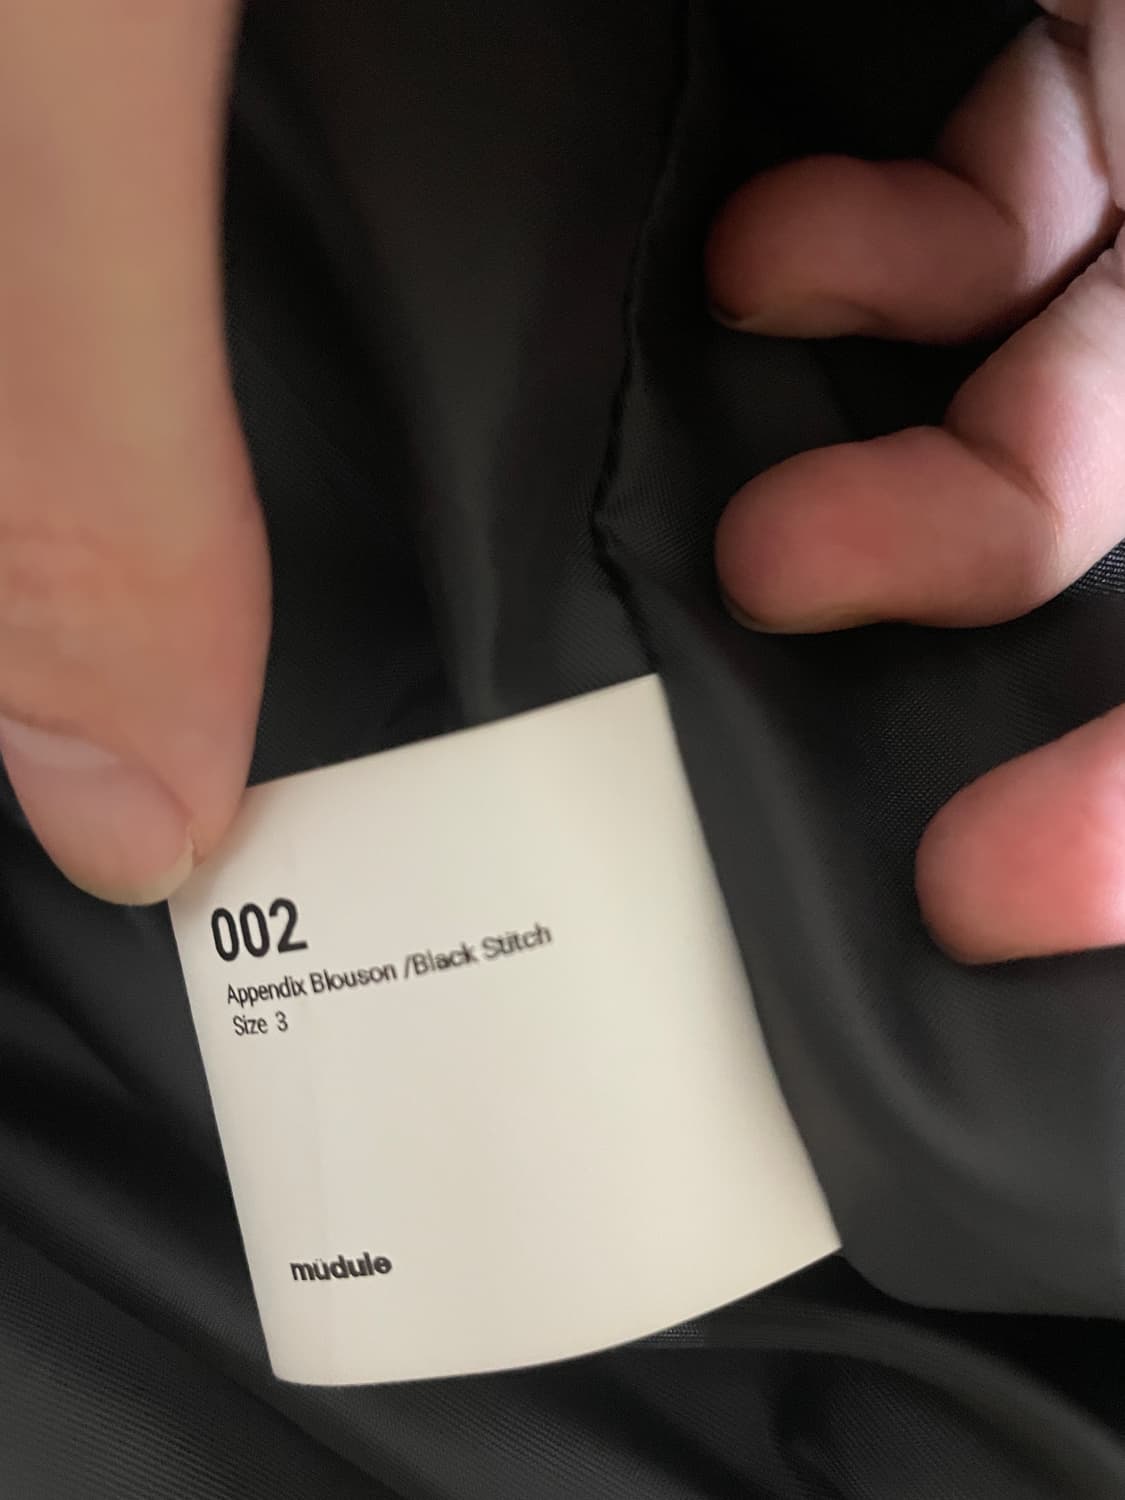 002
Appendix Blouson /Black Stitch
Size 3
müdule